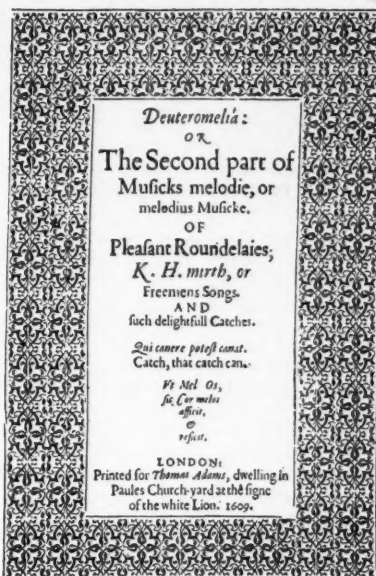 Deuteromelia:
OR
The Second part of
Muſicks melodie, or
melodius Muſicke.
OF
Pleaſant Roundelaies;
K. H. mirth, or
Freemens Songs.
AND
ſuch delightfull Catches.
Qui canere poteſt canat.
Catch, that catch can.
Vt Mel Os,
ſic Cor melos
afficit,
&
reficit.
LONDON:
Printed for Thomas Adams, dwelling in
Paules Church-yard at the ſigne
of the white Lion. 1609.